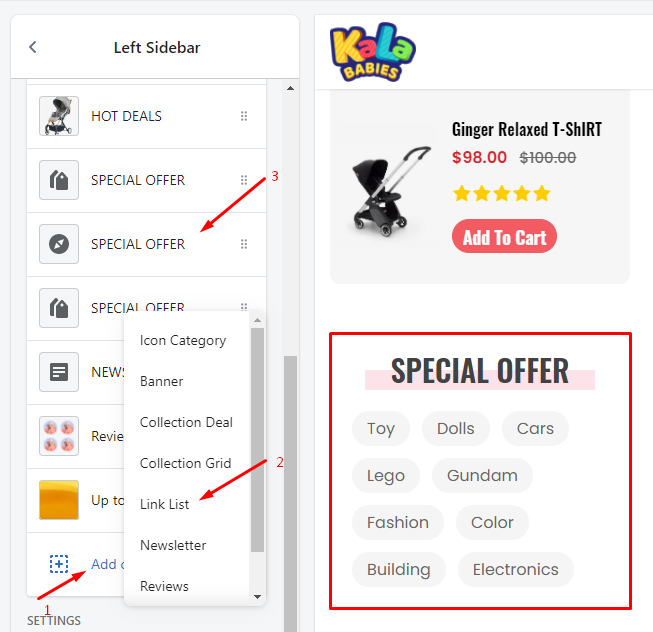 Left Sidebar
HOT DEALS
SPECIAL OFFER
3
SPECIAL OFFER
SPECIAL OFFER
NEWS
Revie
Up to
Add
1
SETTINGS
Icon Category
Banner
Collection Deal
Collection Grid
2
Link List
Newsletter
Reviews
KaLa
BABIES
Ginger Relaxed T-ShIRT
$98.00 $100.00
Add To Cart
SPECIAL OFFER
Toy Dolls Cars
Lego Gundam
Fashion Color
Building Electronics